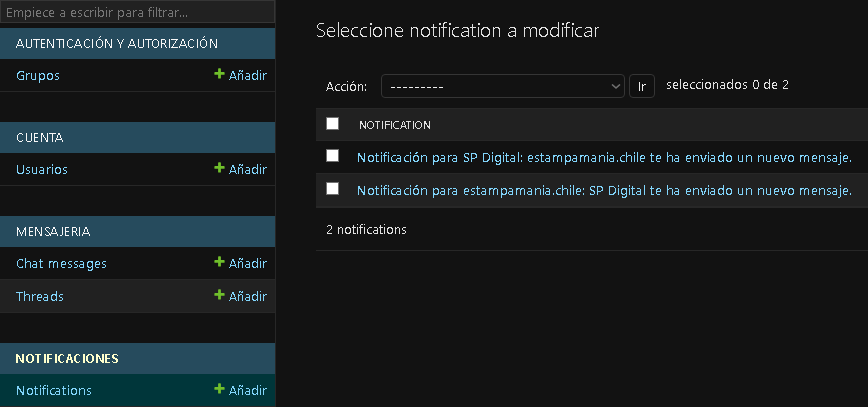 Empiece a escribir para filtrar...
AUTENTICACIÓN Y AUTORIZACIÓN
Grupos
Añadir
CUENTA
Usuarios
Añadir
MENSAJERIA
Chat messages
Añadir
Threads
Añadir
NOTIFICACIONES
Notifications
Añadir
Seleccione notification a modificar
Acción:
---------
Ir
seleccionados 0 de 2
NOTIFICATION
Notificación para SP Digital: estampamania.chile te ha enviado un nuevo mensaje.
Notificación para estampamania.chile: SP Digital te ha enviado un nuevo mensaje.
2 notifications